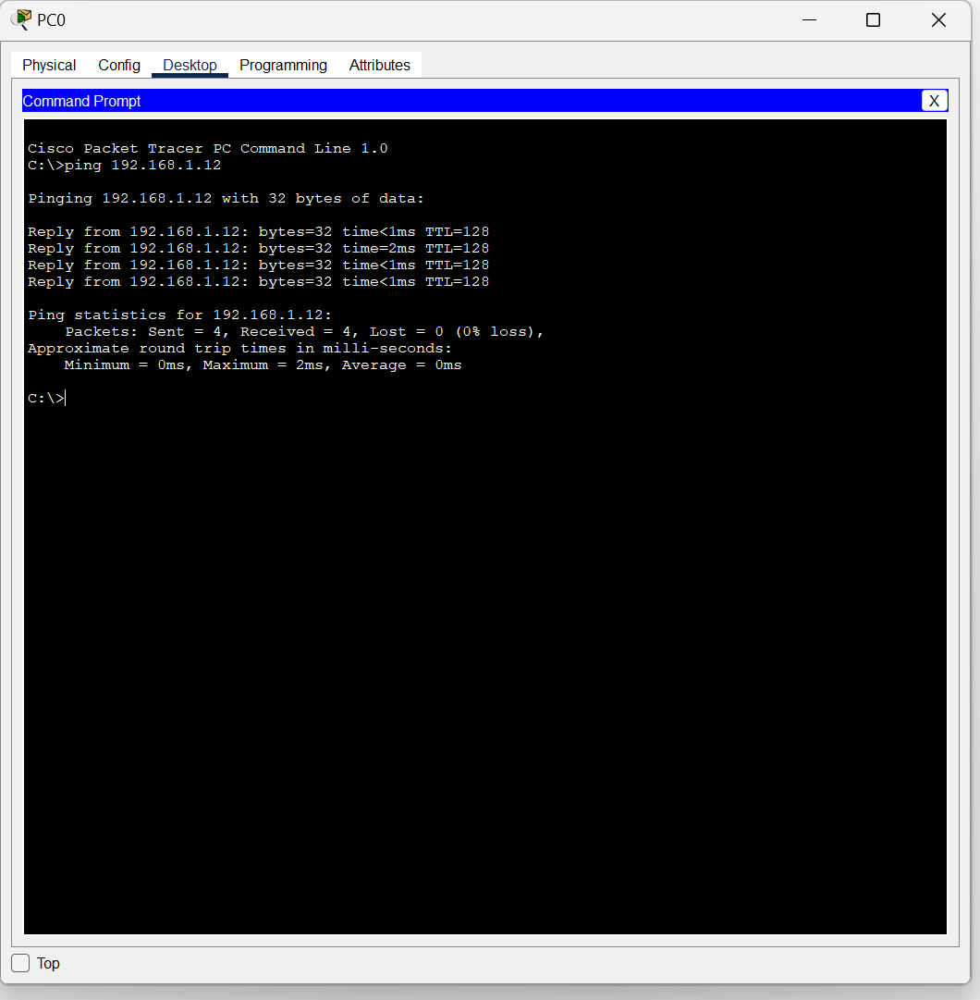 PC0
Physical Config Desktop Programming Attributes
Command Prompt X
Cisco Packet Tracer PC Command Line 1.0
C:\>ping 192.168.1.12
Pinging 192.168.1.12 with 32 bytes of data:
Reply from 192.168.1.12: bytes=32 time<1ms TTL=128
Reply from 192.168.1.12: bytes=32 time=2ms TTL=128
Reply from 192.168.1.12: bytes=32 time<1ms TTL=128
Reply from 192.168.1.12: bytes=32 time<1ms TTL=128
Ping statistics for 192.168.1.12:
Packets: Sent = 4, Received = 4, Lost = 0 (0% loss),
Approximate round trip times in milli-seconds:
Minimum = 0ms, Maximum = 2ms, Average = 0ms
C:\>
Top